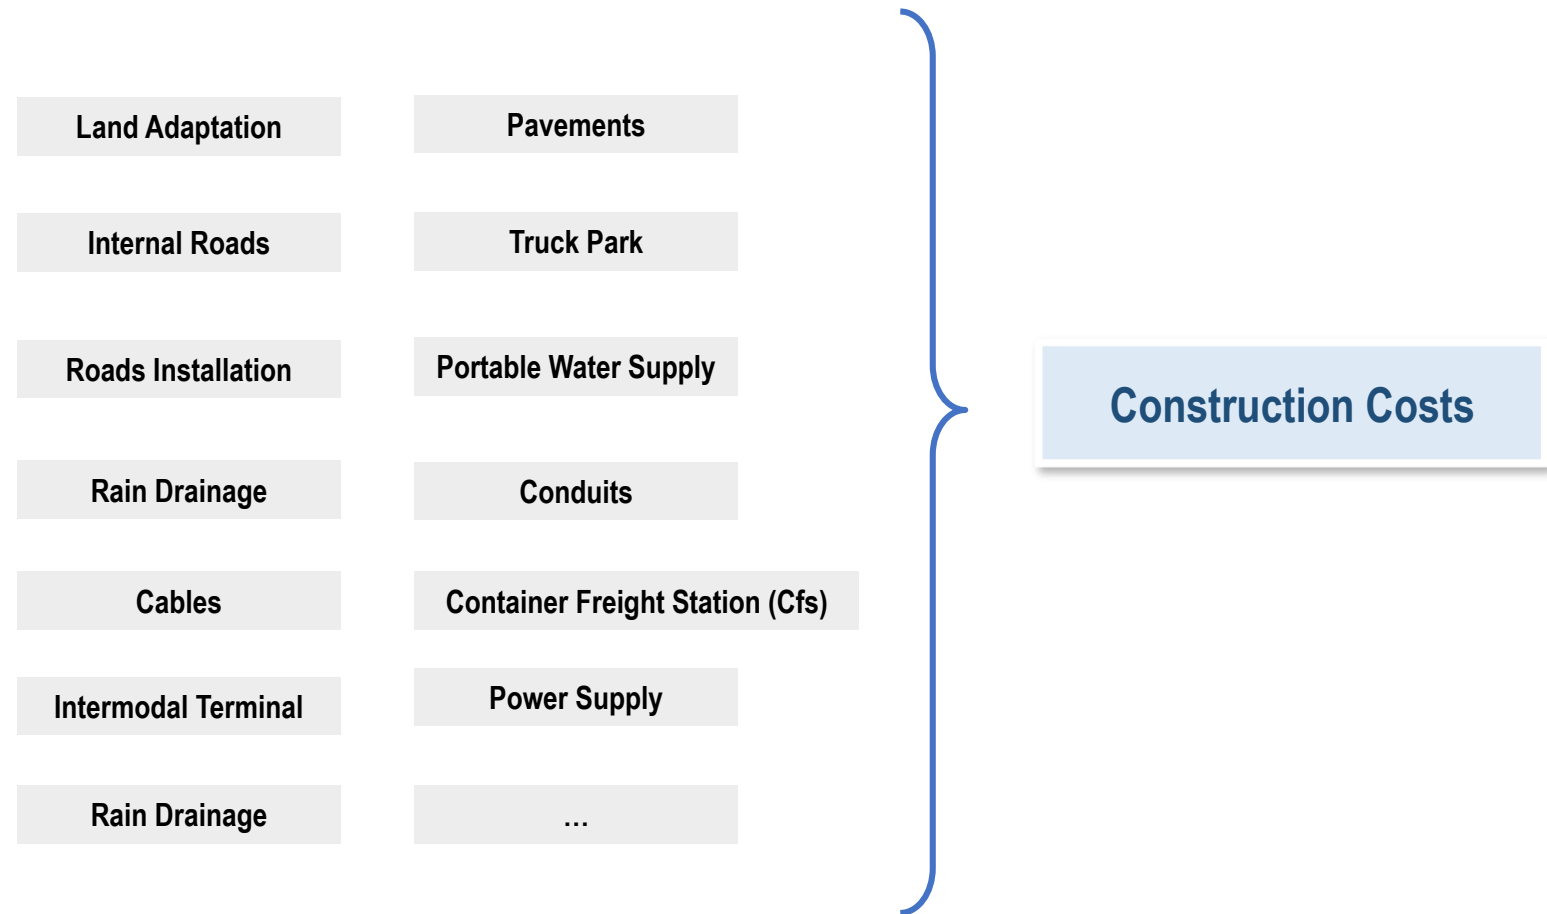 Land Adaptation
Pavements
Internal Roads
Truck Park
Roads Installation
Portable Water Supply
Rain Drainage
Conduits
Cables
Container Freight Station (Cfs)
Intermodal Terminal
Power Supply
Rain Drainage
…
Construction Costs